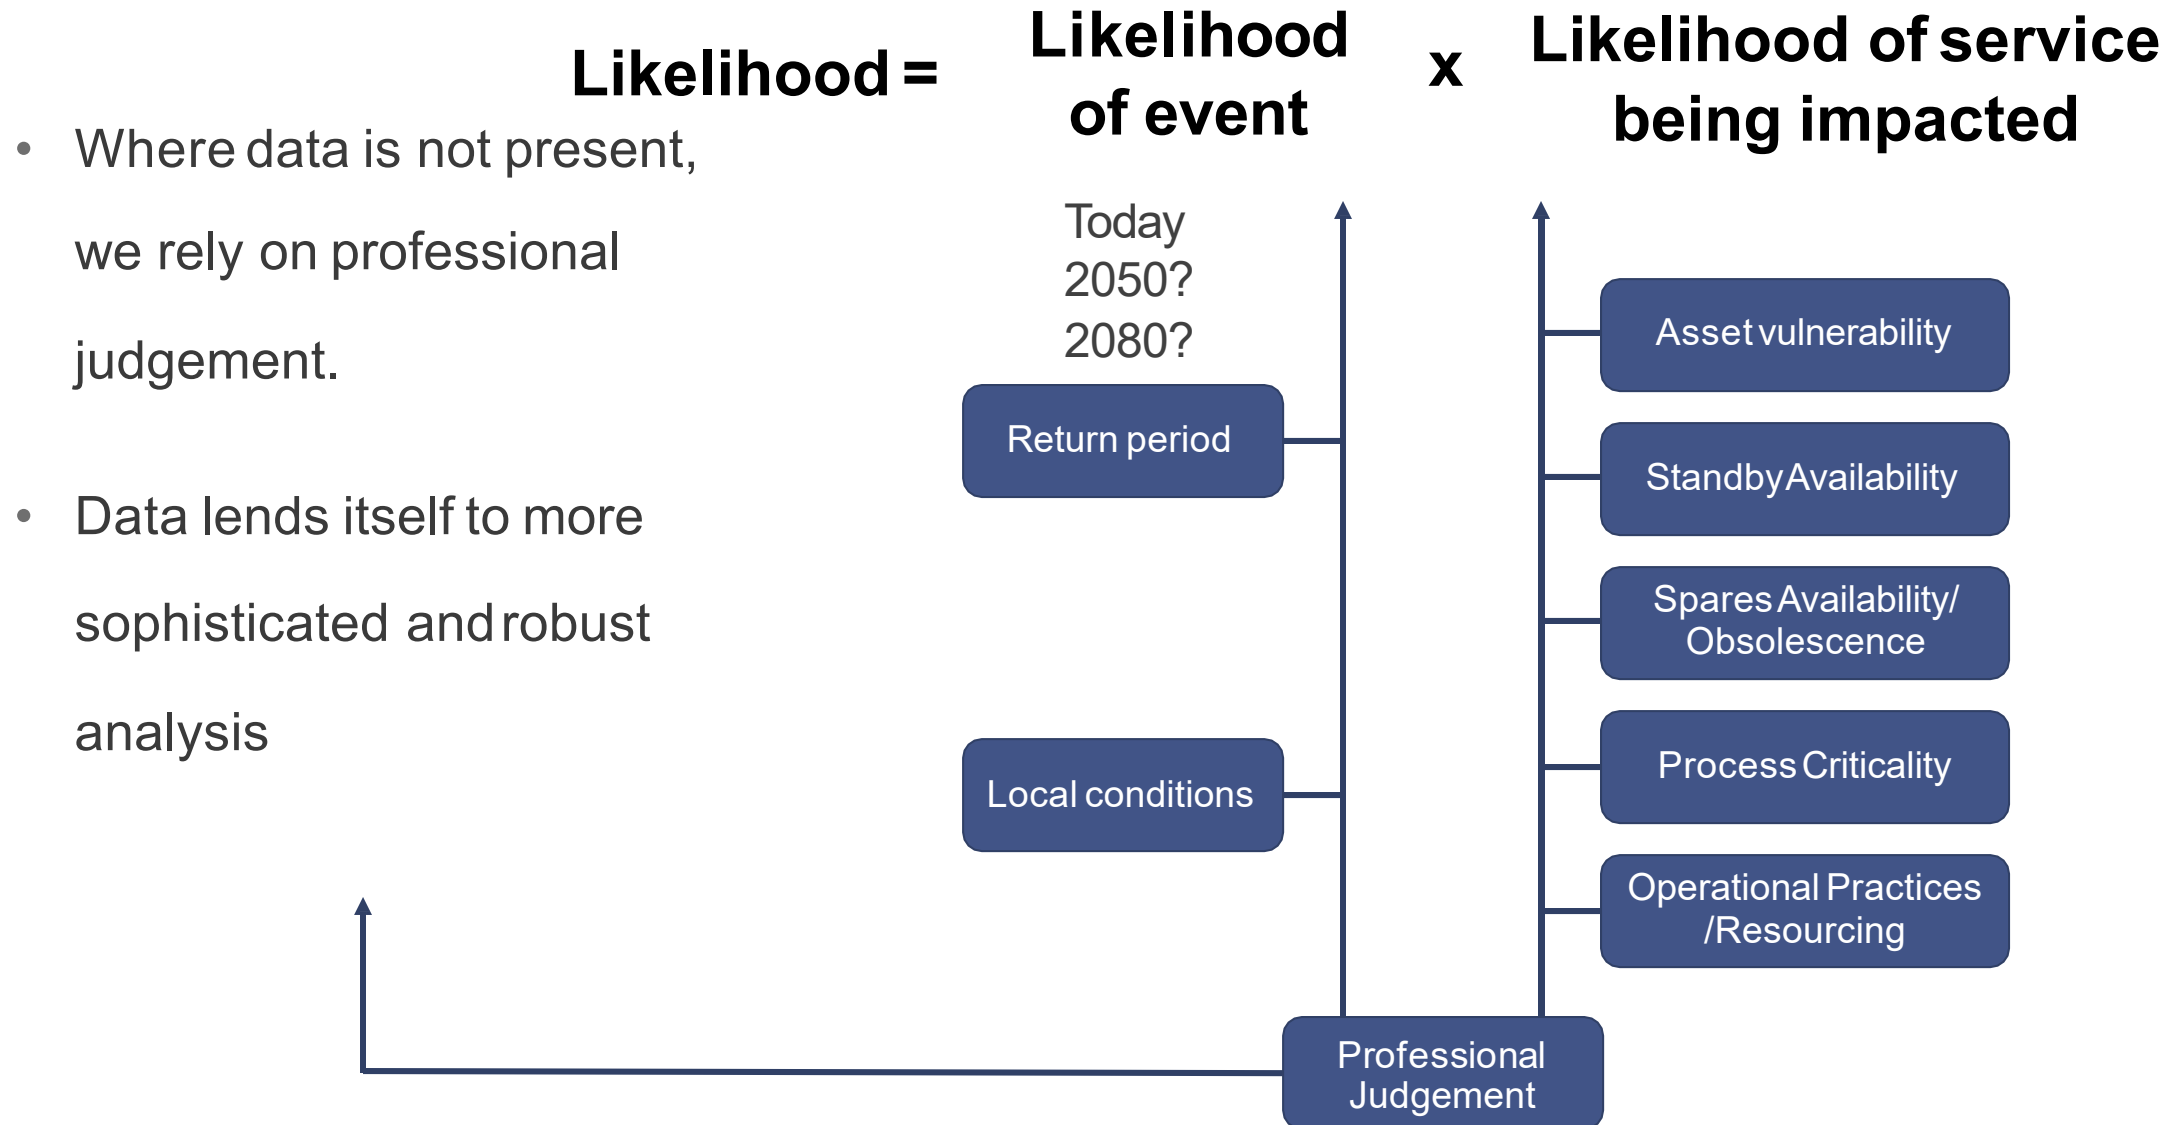 Likelihood =
Likelihood
of event
x
Likelihood of service
being impacted
• Where data is not present,
we rely on professional
judgement.
• Data lends itself to more
sophisticated and robust
analysis
Today
2050?
2080?
Return period
Local conditions
Asset vulnerability
Standby Availability
Spares Availability/
Obsolescence
Process Criticality
Operational Practices
/Resourcing
Professional
Judgement